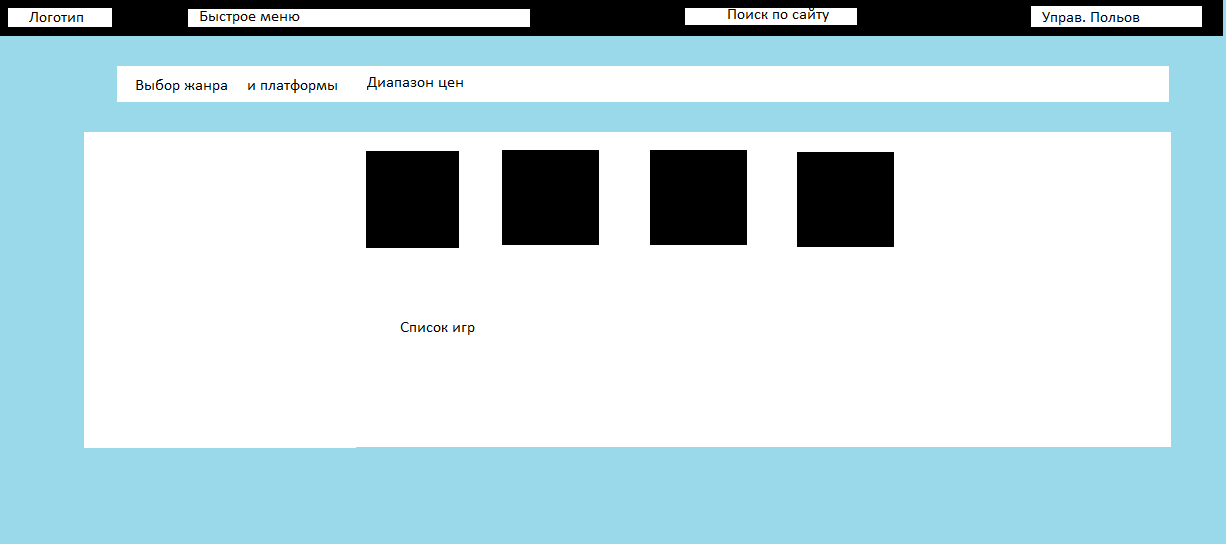 Логотип
Быстрое меню
Поиск по сайту
Управ. Польов
Выбор жанра и платформы
Диапазон цен
Список игр